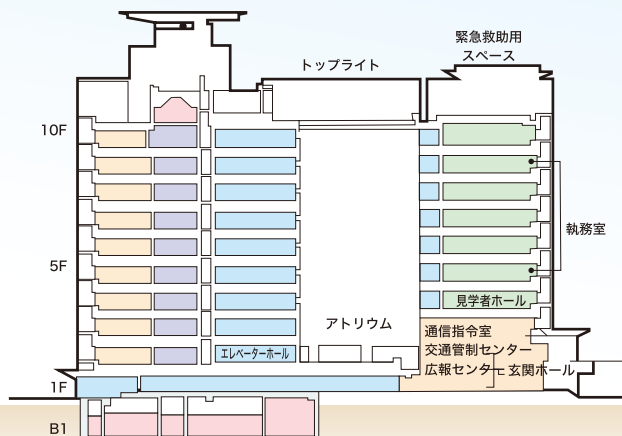 緊急救助用
スペース
トップライト
10F
執務室
5F
見学者ホール
アトリウム
通信指令室
エレベーターホール
交通管制センター
広報センター 玄関ホール
1F
B1